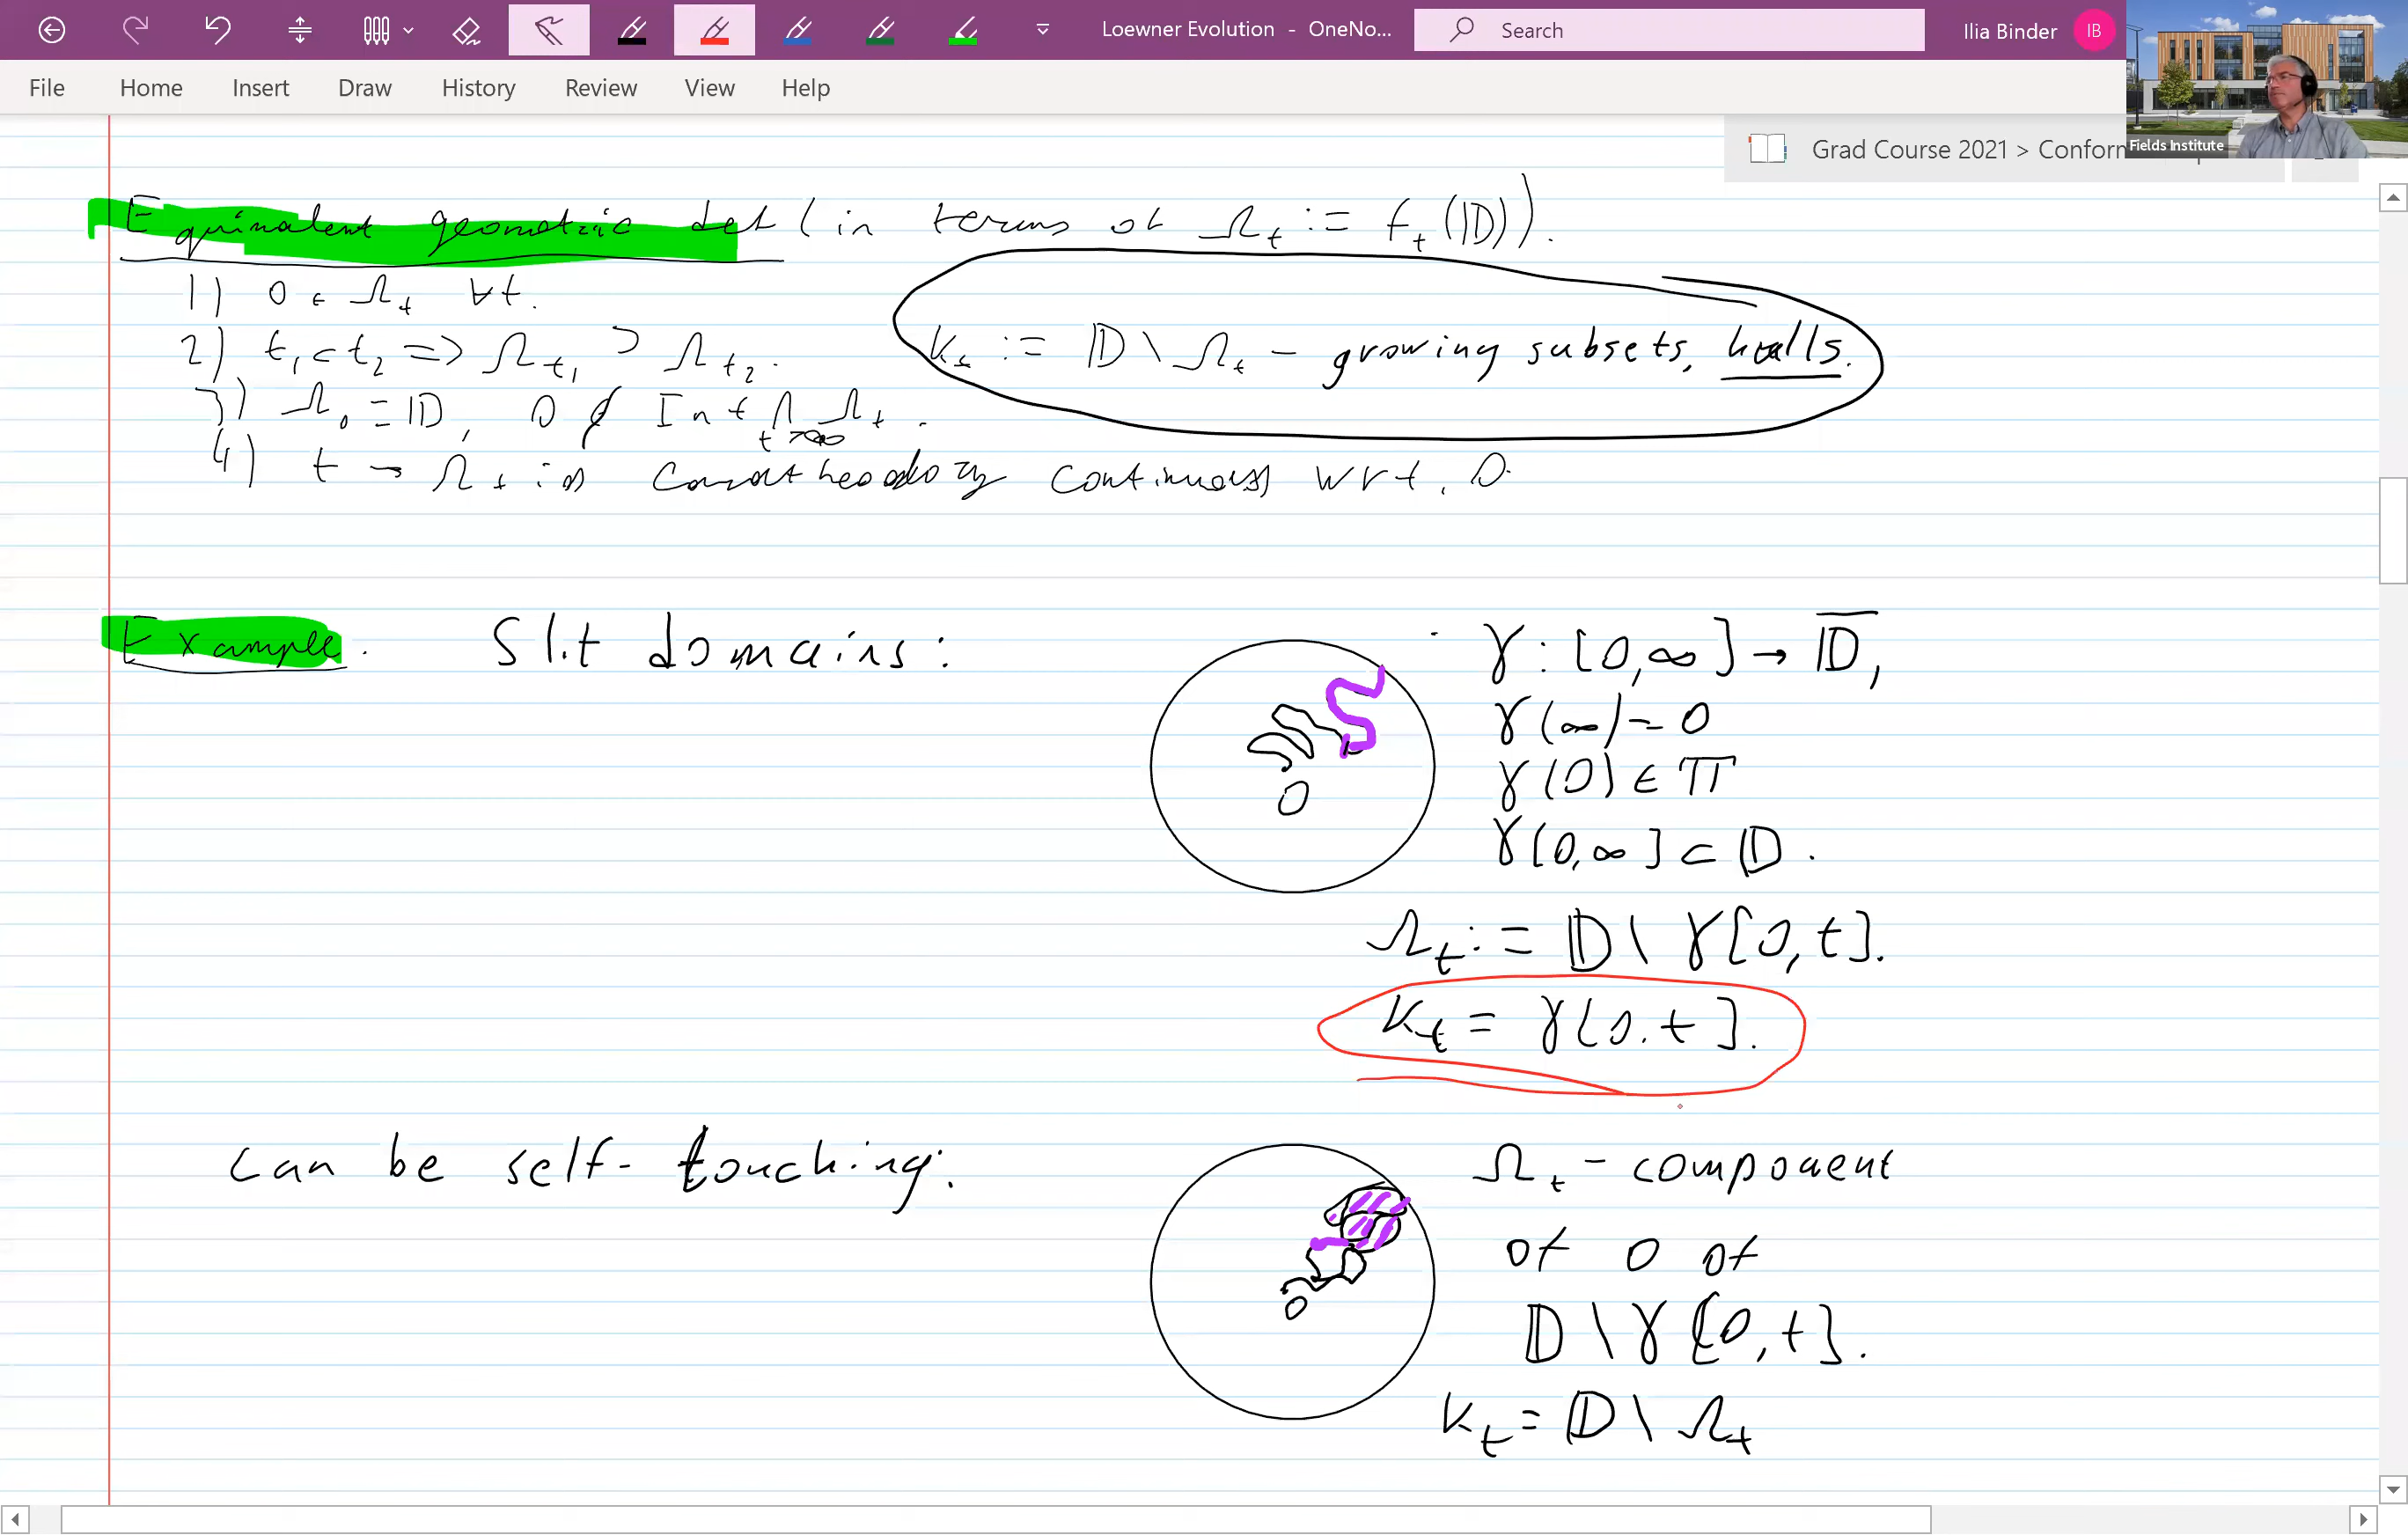 Loewner Evolution - OneNo...
Search
Ilia Binder
IB
File Home Insert Draw History Review View Help
Fields Institute
Grad Course 2021 > Conform
Equivalent geometric def (in terms of Ω_t := f_t(𝔻)).
1) 0 ∈ Ω_t ∀t.
2) t_1 < t_2 => Ω_{t_1} ⊃ Ω_{t_2}.
K_t := 𝔻 \ Ω_t - growing subsets, hulls.
3) Ω_0 = 𝔻, 0 ∉ Int ∩_{t>0} Ω_t.
4) t → Ω_t is Caratheodory continuous wrt. 0.
Example. Slit domains:
γ : [0,∞] → \overline{𝔻},
γ(∞) = 0
γ(0) ∈ 𝕋
γ(0,∞] ⊂ 𝔻.
0
Ω_t := 𝔻 \ γ[0,t].
K_t = γ(0,t].
can be self-touching:
Ω_t - component
of 0 of
0
𝔻 \ γ[0,t].
K_t = 𝔻 \ Ω_t